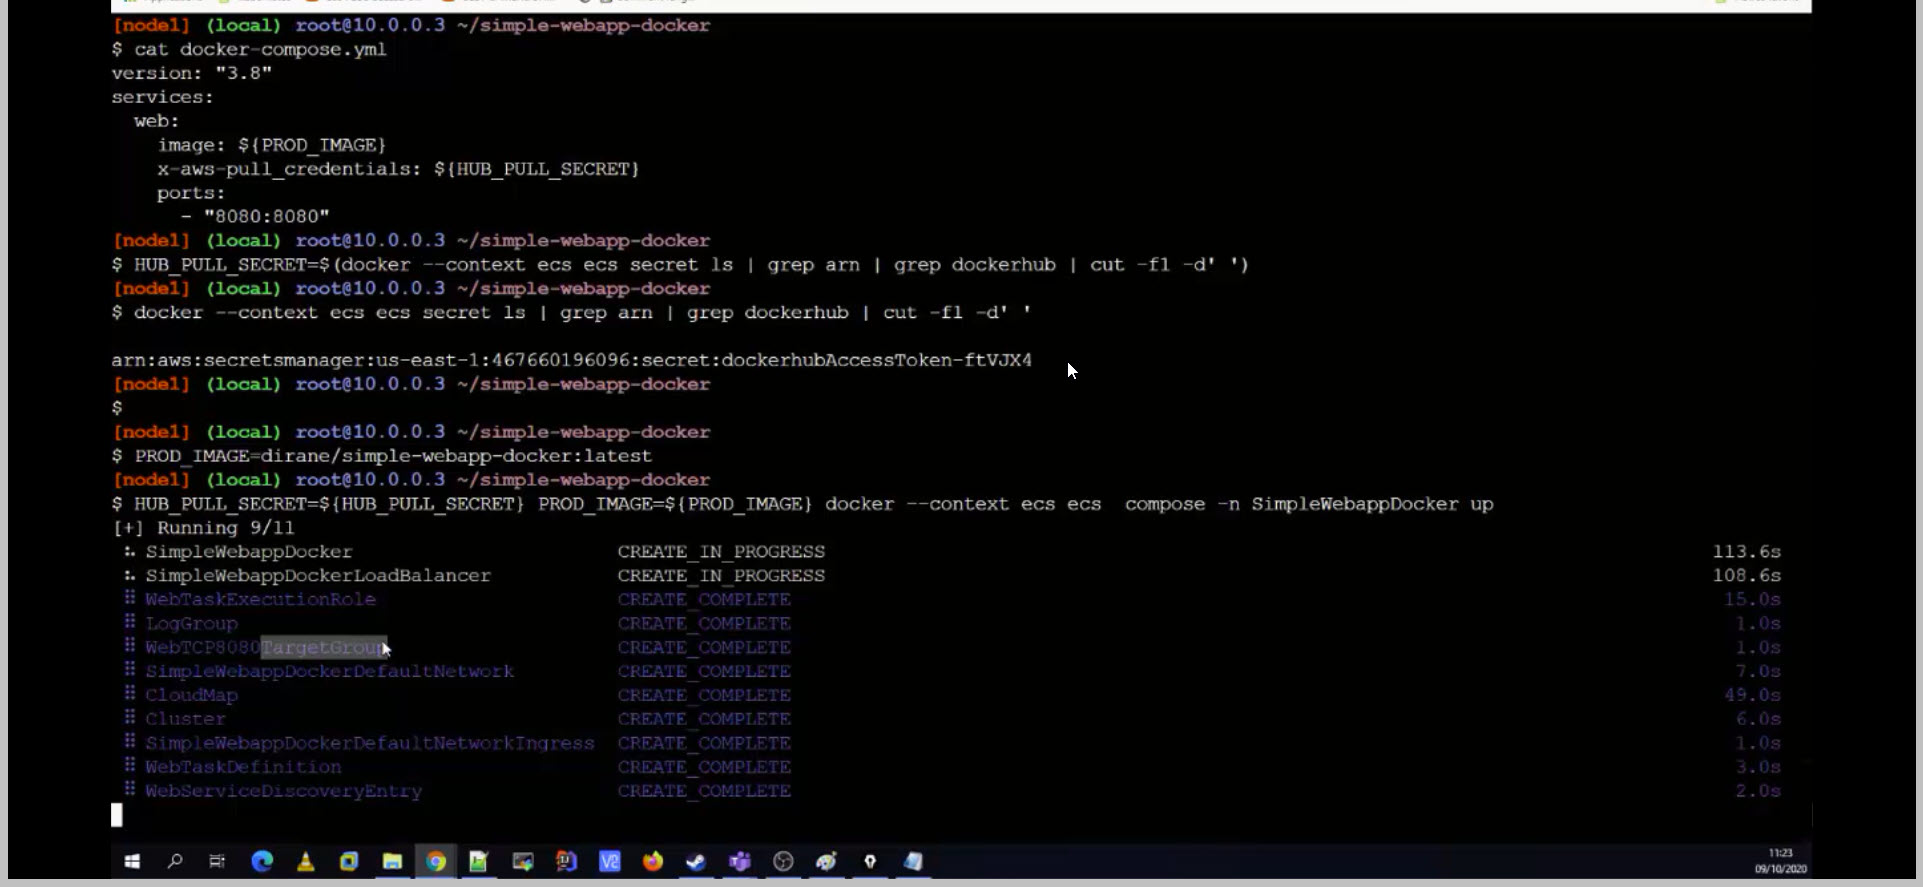 [node1] (local) root@10.0.0.3 ~/simple-webapp-docker
$ cat docker-compose.yml
version: "3.8"
services:
  web:
    image: ${PROD_IMAGE}
    x-aws-pull_credentials: ${HUB_PULL_SECRET}
    ports:
      - "8080:8080"
[node1] (local) root@10.0.0.3 ~/simple-webapp-docker
$ HUB_PULL_SECRET=$(docker --context ecs ecs secret ls | grep arn | grep dockerhub | cut -f1 -d' ')
[node1] (local) root@10.0.0.3 ~/simple-webapp-docker
$ docker --context ecs ecs secret ls | grep arn | grep dockerhub | cut -f1 -d' '
arn:aws:secretsmanager:us-east-1:467660196096:secret:dockerhubAccessToken-ftVJX4
[node1] (local) root@10.0.0.3 ~/simple-webapp-docker
$
[node1] (local) root@10.0.0.3 ~/simple-webapp-docker
$ PROD_IMAGE=dirane/simple-webapp-docker:latest
[node1] (local) root@10.0.0.3 ~/simple-webapp-docker
$ HUB_PULL_SECRET=${HUB_PULL_SECRET} PROD_IMAGE=${PROD_IMAGE} docker --context ecs ecs  compose -n SimpleWebappDocker up
[+] Running 9/11
SimpleWebappDocker CREATE_IN_PROGRESS 113.6s
SimpleWebappDockerLoadBalancer CREATE_IN_PROGRESS 108.6s
WebTaskExecutionRole CREATE_COMPLETE 15.0s
LogGroup CREATE_COMPLETE 1.0s
WebTCP8080TargetGroup CREATE_COMPLETE 1.0s
SimpleWebappDockerDefaultNetwork CREATE_COMPLETE 7.0s
CloudMap CREATE_COMPLETE 49.0s
Cluster CREATE_COMPLETE 6.0s
SimpleWebappDockerDefaultNetworkIngress CREATE_COMPLETE 1.0s
WebTaskDefinition CREATE_COMPLETE 3.0s
WebServiceDiscoveryEntry CREATE_COMPLETE 2.0s
11:23
09/10/2020